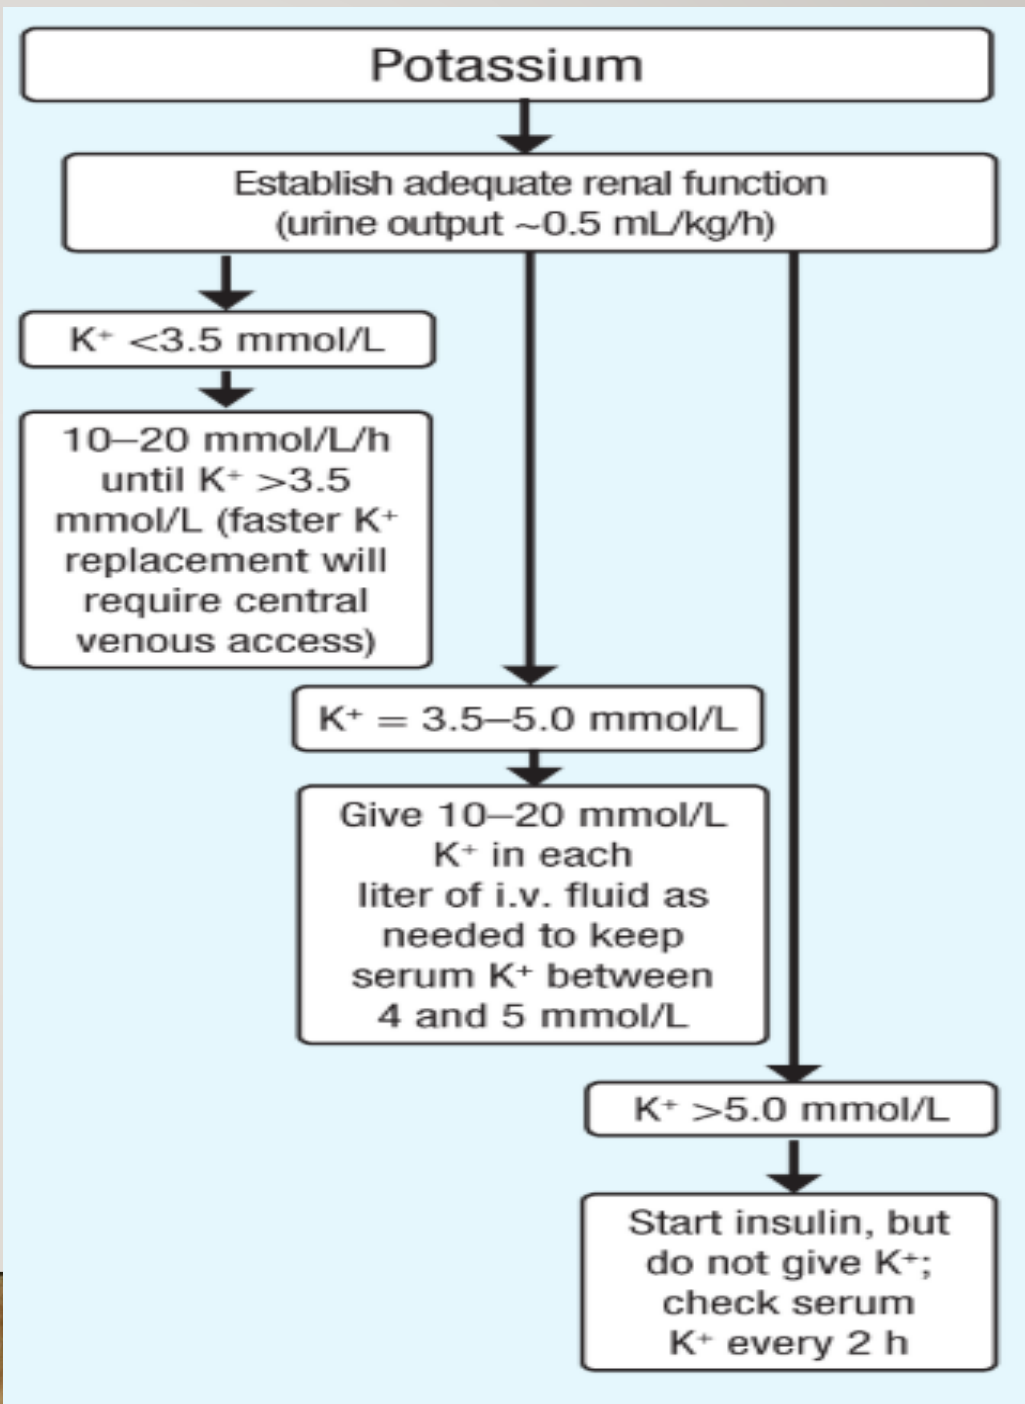 Potassium
Establish adequate renal function
(urine output ~0.5 mL/kg/h)
K⁺ <3.5 mmol/L
10–20 mmol/L/h
until K⁺ >3.5
mmol/L (faster K⁺
replacement will
require central
venous access)
K⁺ = 3.5–5.0 mmol/L
Give 10–20 mmol/L
K⁺ in each
liter of i.v. fluid as
needed to keep
serum K⁺ between
4 and 5 mmol/L
K⁺ >5.0 mmol/L
Start insulin, but
do not give K⁺;
check serum
K⁺ every 2 h